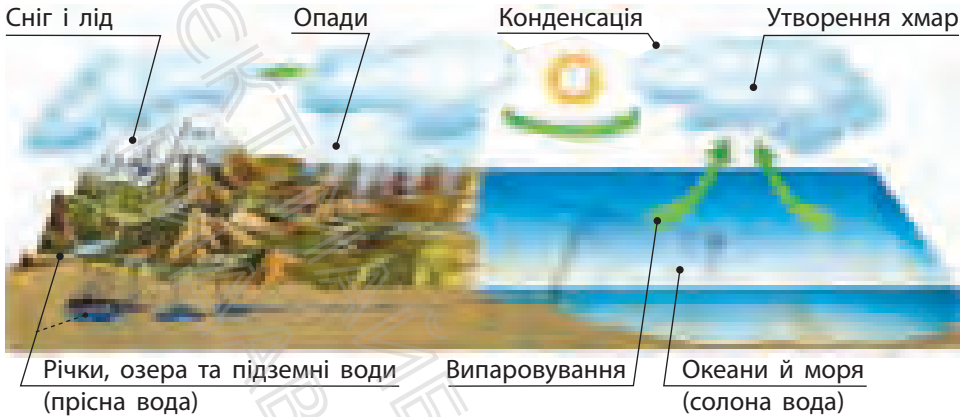 Сніг і лід
Опади
Конденсація
Утворення хмар
Річки, озера та підземні води
(прісна вода)
Випаровування
Океани й моря
(солона вода)